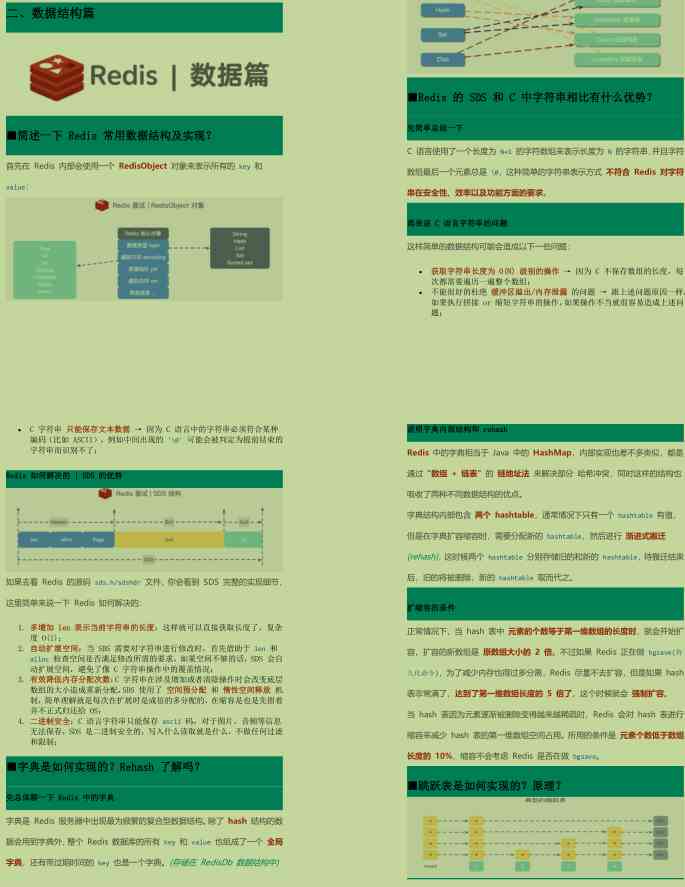 二、数据结构篇
Redis | 数据篇
■简述一下 Redis 常用数据结构及实现?
首先在 Redis 内部会使用一个 RedisObject 对象来表示所有的 key 和
value:
Redis 面试 | RedisObject 对象
String
Hash
List
Set
Sorted set
C 字符串 只能保存文本数据 → 因为 C 语言中的字符串必须符合某种
编码(比如 ASCII),例如中间出现的 '\0' 可能会被判定为提前结束的
字符串而识别不了;
Redis 如何解决的 | SDS 的优势
Redis 面试 | SDS 结构
len
alloc
flags
buf
如果去看 Redis 的源码 sds.h/sdshdr 文件,你会看到 SDS 完整的实现细节,
这里简单来说一下 Redis 如何解决的:
1. 多增加 len 表示当前字符串的长度:这样就可以直接获取长度了,复杂
度 O(1);
2. 自动扩展空间:当 SDS 需要对字符串进行修改时,首先借助于 len 和
alloc 检查空间是否满足修改所需的要求,如果空间不够的话,SDS 会自
动扩展空间,避免了像 C 字符串操作中的覆盖情况;
3. 有效降低内存分配次数:C 字符串在涉及增加或者清除操作时会改变底层
数组的大小造成重新分配,SDS 使用了 空间预分配 和 惰性空间释放 机
制,简单理解就是每次在扩展时是成倍的多分配的,在缩容是也是先留着
并不正式归还给 OS;
4. 二进制安全:C 语言字符串只能保存 ascii 码,对于图片、音频等信息
无法保存,SDS 是二进制安全的,写入什么读取就是什么,不做任何过滤
和限制;
■字典是如何实现的?Rehash 了解吗?
先总体聊一下 Redis 中的字典
字典是 Redis 服务器中出现最为频繁的复合型数据结构。除了 hash 结构的数
据会用到字典外,整个 Redis 数据库的所有 key 和 value 也组成了一个 全局
字典,还有带过期时间的 key 也是一个字典。(存储在 RedisDb 数据结构中)
Hash
Set
Zset
■Redis 的 SDS 和 C 中字符串相比有什么优势?
先简单总结一下
C 语言使用了一个长度为 N+1 的字符数组来表示长度为 N 的字符串,并且字符
数组最后一个元素总是 \0,这种简单的字符串表示方式 不符合 Redis 对字符
串在安全性、效率以及功能方面的要求。
再来说 C 语言字符串的问题
这样简单的数据结构可能会造成以下一些问题:
获取字符串长度为 O(N) 级别的操作 → 因为 C 不保存数组的长度,每
次都需要遍历一遍整个数组;
不能很好的杜绝 缓冲区溢出/内存泄漏 的问题 → 跟上述问题原因一样,
如果执行拼接 or 缩短字符串的操作,如果操作不当就很容易造成上述问
题;
说明字典内部结构和 rehash
Redis 中的字典相当于 Java 中的 HashMap,内部实现也差不多类似,都是
通过 "数组 + 链表" 的 链地址法 来解决部分 哈希冲突,同时这样的结构也
吸收了两种不同数据结构的优点。
字典结构内部包含 两个 hashtable,通常情况下只有一个 hashtable 有值,
但是在字典扩容缩容时,需要分配新的 hashtable,然后进行 渐进式搬迁
(rehash),这时候两个 hashtable 分别存储旧的和新的 hashtable,待搬迁结束
后,旧的将被删除,新的 hashtable 取而代之。
扩缩容的条件
正常情况下,当 hash 表中 元素的个数等于第一维数组的长度时,就会开始扩
容,扩容的新数组是 原数组大小的 2 倍。不过如果 Redis 正在做 bgsave(持
久化命令),为了减少内存也得过多分离,Redis 尽量不去扩容,但是如果 hash
表非常满了,达到了第一维数组长度的 5 倍了,这个时候就会 强制扩容。
当 hash 表因为元素逐渐被删除变得越来越稀疏时,Redis 会对 hash 表进行
缩容来减少 hash 表的第一维数组空间占用。所用的条件是 元素个数低于数组
长度的 10%,缩容不会考虑 Redis 是否在做 bgsave。
■跳跃表是如何实现的?原理?